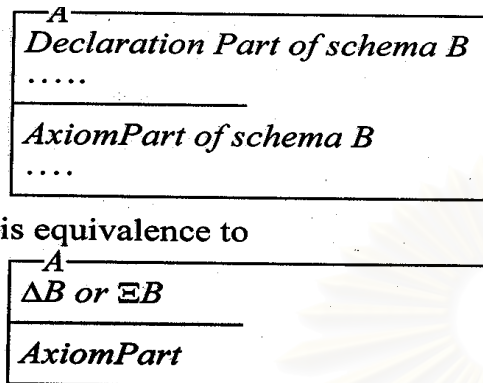 A
Declaration Part of schema B
.....
AxiomPart of schema B
....
is equivalence to
A
ΔB or ΞB
AxiomPart